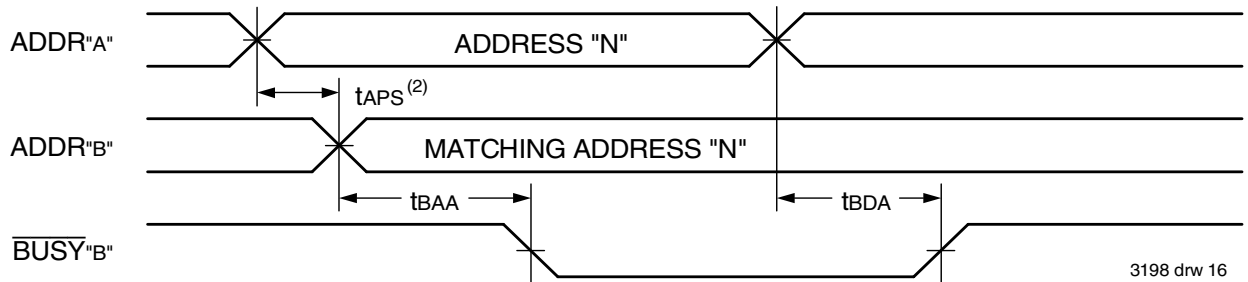 ADDR"A" ADDRESS "N"
tAPS(2)
ADDR"B" MATCHING ADDRESS "N"
tBAA tBDA
BUSY"B"
3198 drw 16